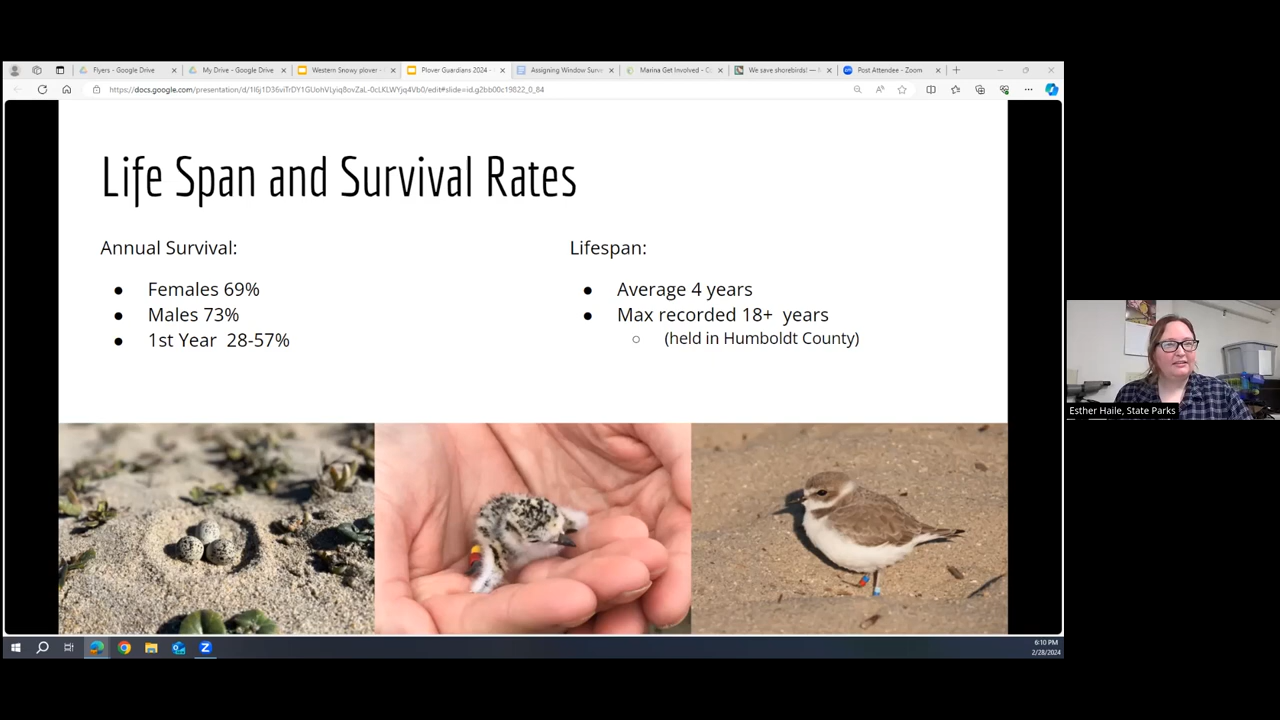 Flyers - Google Drive
My Drive - Google Drive
Western Snowy plover -
Plover Guardians 2024 -
Assigning Window Surv
Marina Get Involved -
We save shorebirds! —
Post Attendee - Zoom
Life Span and Survival Rates
Annual Survival:
● Females 69%
● Males 73%
● 1st Year 28-57%
Lifespan:
● Average 4 years
● Max recorded 18+ years
○ (held in Humboldt County)
Esther Haile, State Parks
6:10 PM
2/28/2024